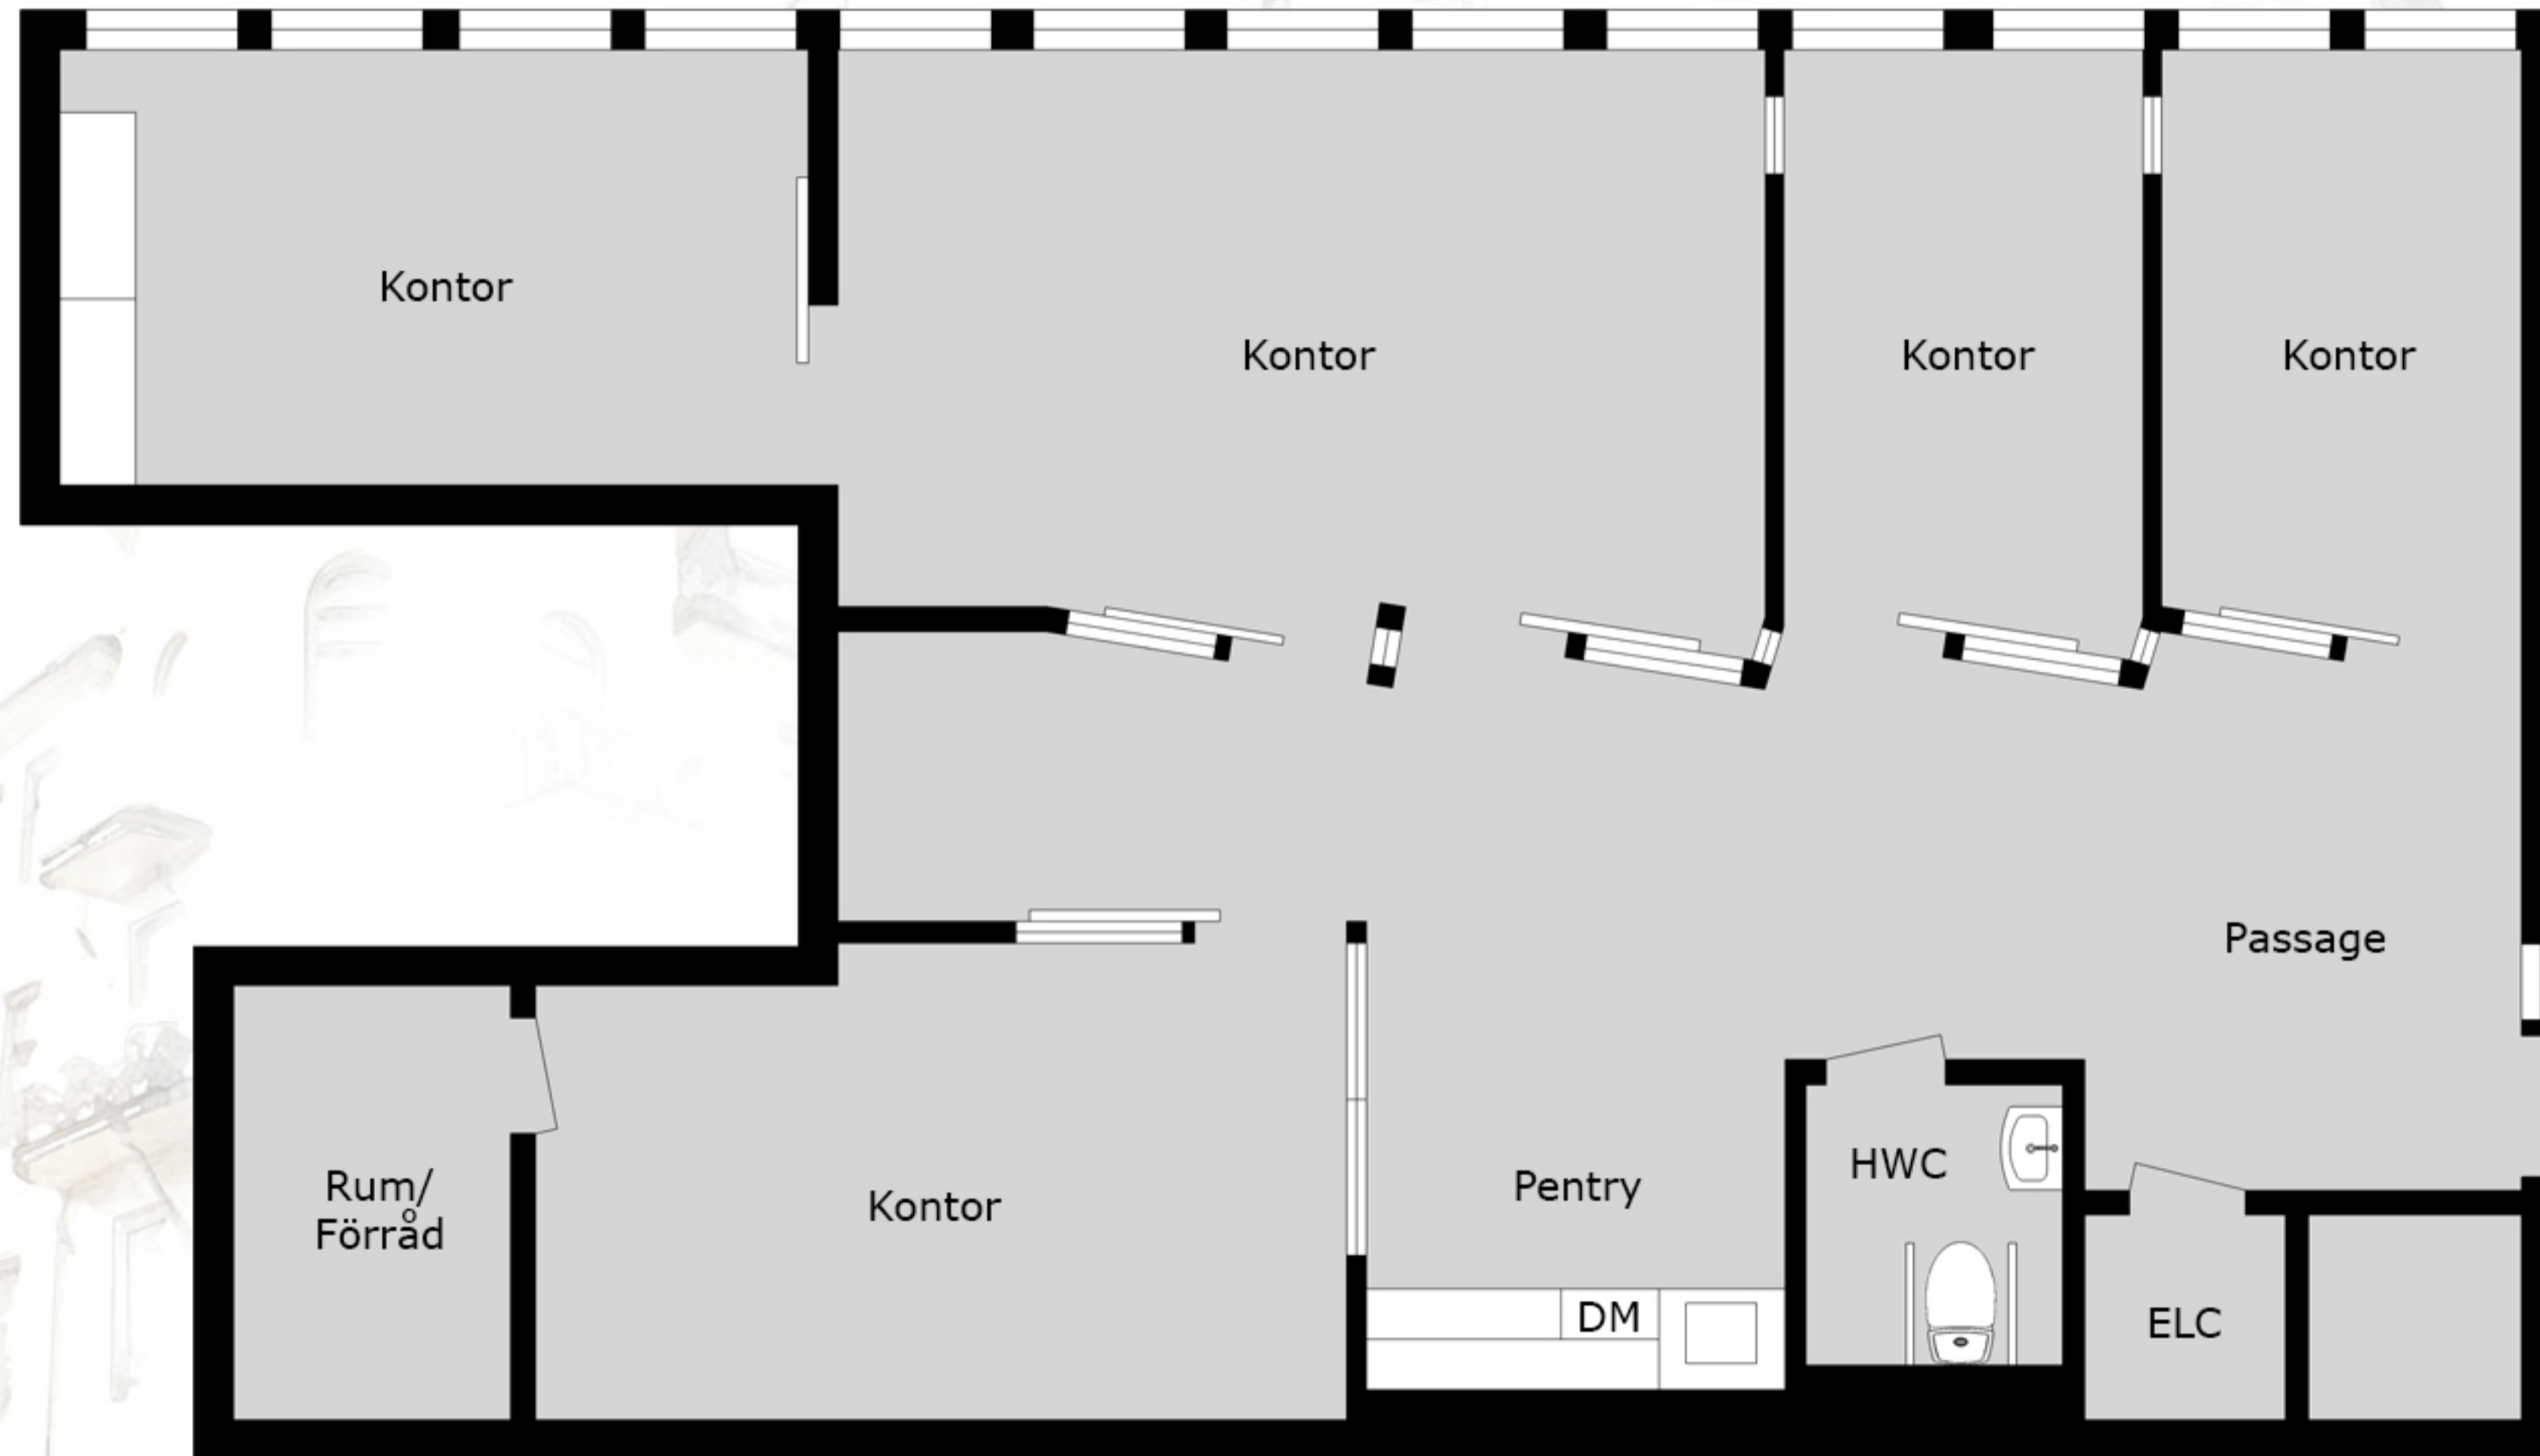 Kontor
Kontor
Kontor
Kontor
Passage
HWC
Rum/
Förråd
Kontor
Pentry
DM
ELC